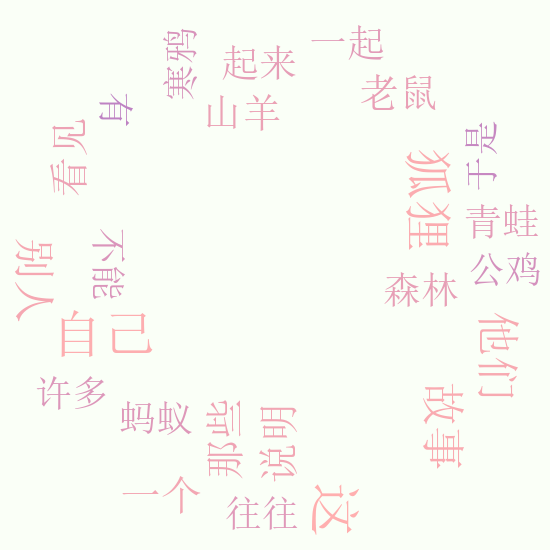 一起
寒鸦
起来
老鼠
山羊
有
看见
于是
狐狸
青蛙
不能
别人
公鸡
森林
自己
他们
许多
蚂蚁
故事
那些
说明
一个
往往
这